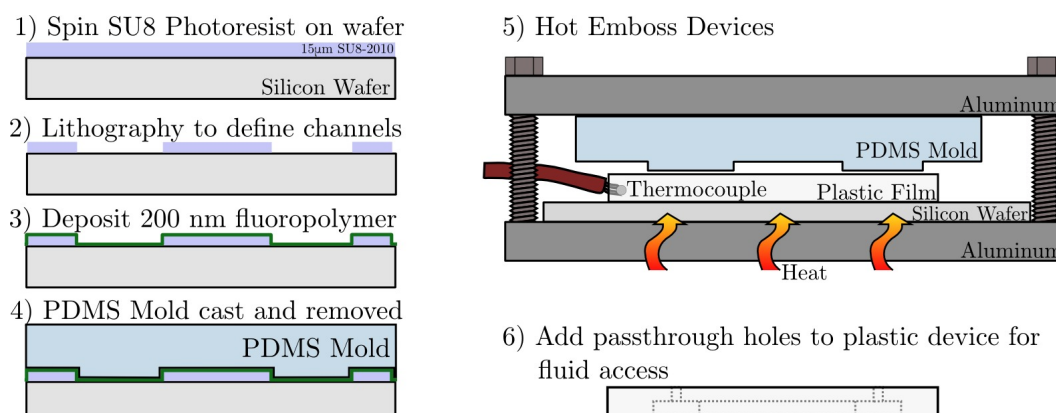 1) Spin SU8 Photoresist on wafer
15µm SU8-2010
Silicon Wafer
2) Lithography to define channels
3) Deposit 200 nm fluoropolymer
4) PDMS Mold cast and removed
PDMS Mold
5) Hot Emboss Devices
Aluminum
PDMS Mold
Thermocouple
Plastic Film
Silicon Wafer
Aluminum
Heat
6) Add passthrough holes to plastic device for
fluid access